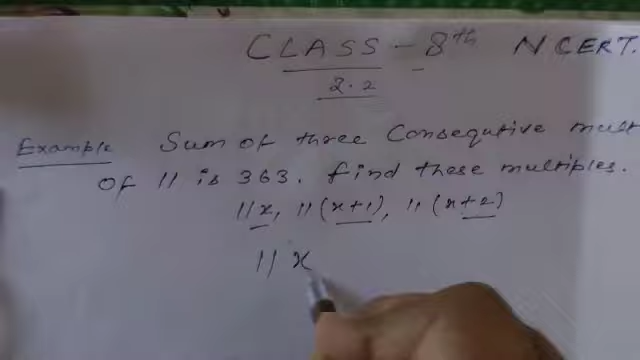 CLASS - 8th NCERT.
2.2
Example Sum of three Consequtive mult
of 11 is 363. find these multiples.
11x, 11(x+1), 11(x+2)
11x